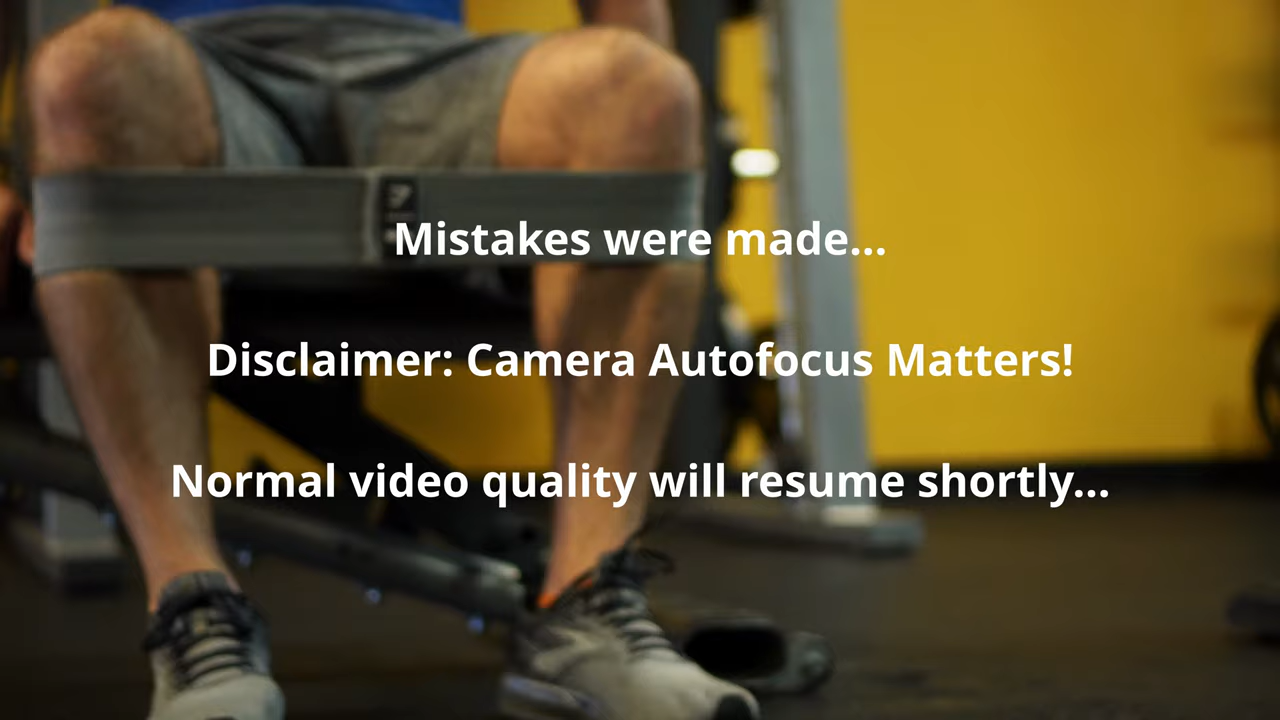 Mistakes were made...
Disclaimer: Camera Autofocus Matters!
Normal video quality will resume shortly...